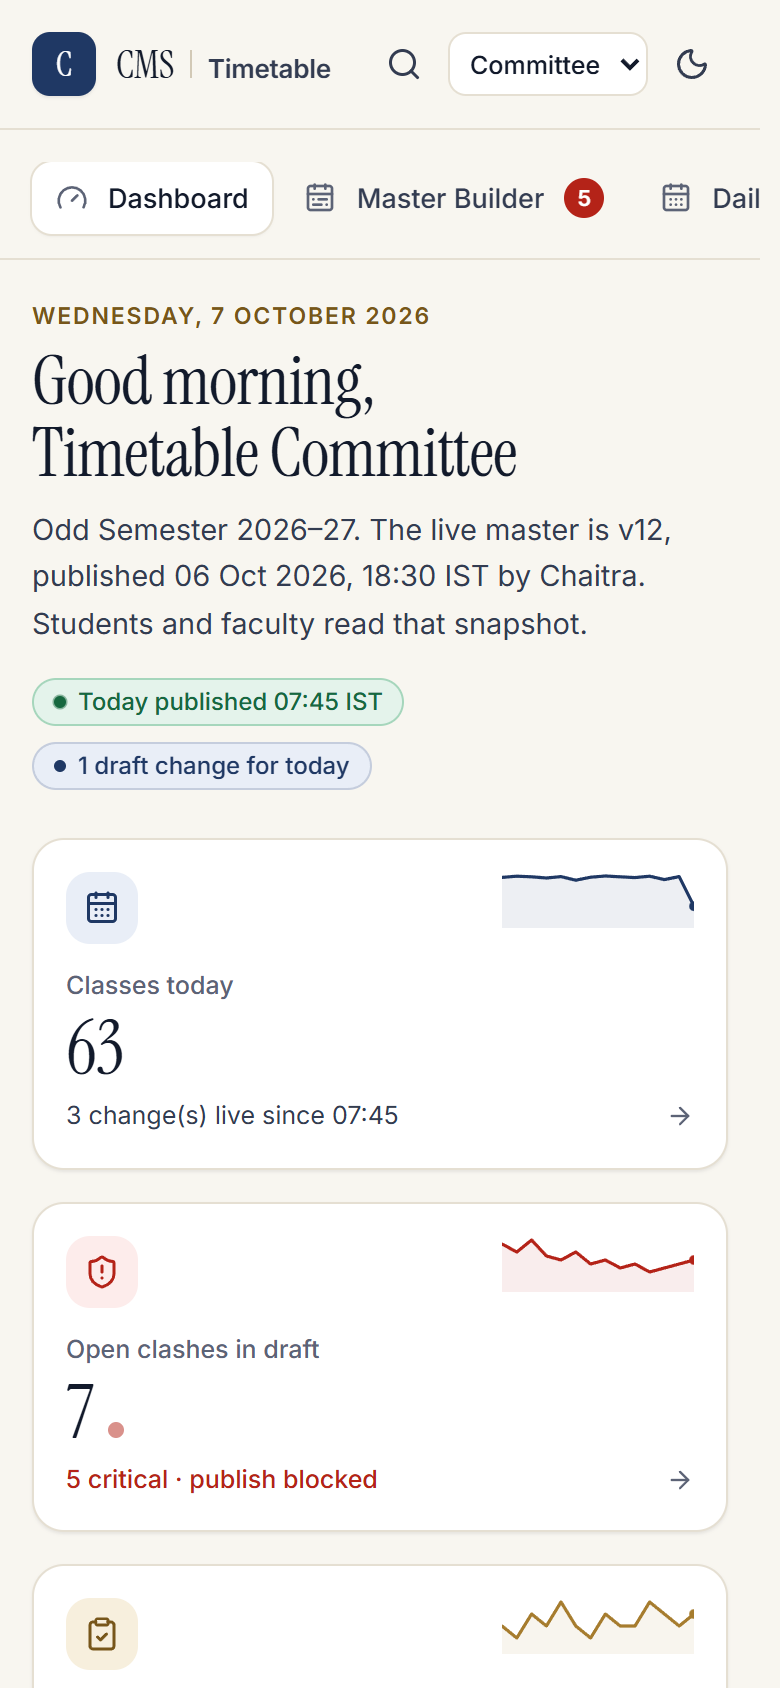 C CMS Timetable Committee
Dashboard Master Builder 5 Dail
WEDNESDAY, 7 OCTOBER 2026
Good morning,
Timetable Committee
Odd Semester 2026–27. The live master is v12,
published 06 Oct 2026, 18:30 IST by Chaitra.
Students and faculty read that snapshot.
Today published 07:45 IST
1 draft change for today
Classes today
63
3 change(s) live since 07:45
Open clashes in draft
7
5 critical · publish blocked